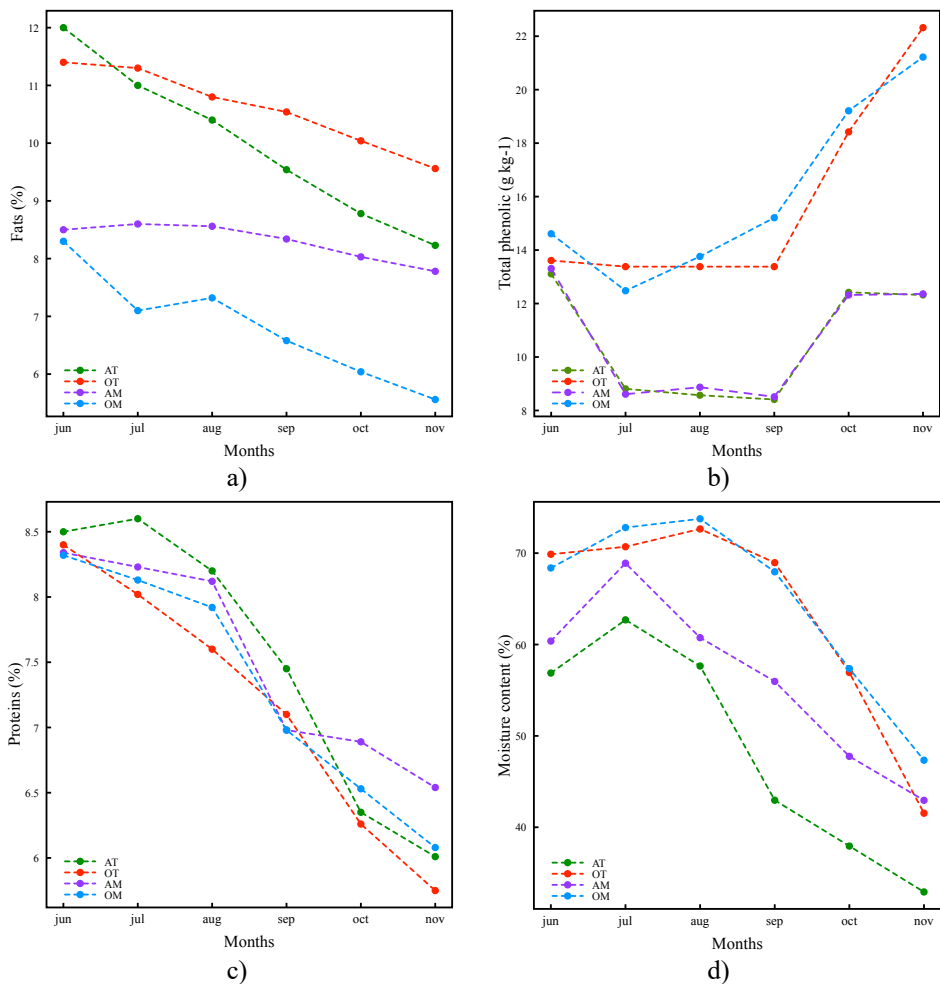 12
11
10
9
8
7
6
Fats (%)
AT
OT
AM
OM
jun jul aug sep oct nov
Months
a)
22
20
18
16
14
12
10
8
Total phenolic (g kg-1)
AT
OT
AM
OM
jun jul aug sep oct nov
Months
b)
8.5
8
7.5
7
6.5
6
Proteins (%)
AT
OT
AM
OM
jun jul aug sep oct nov
Months
c)
70
60
50
40
Moisture content (%)
AT
OT
AM
OM
jun jul aug sep oct nov
Months
d)